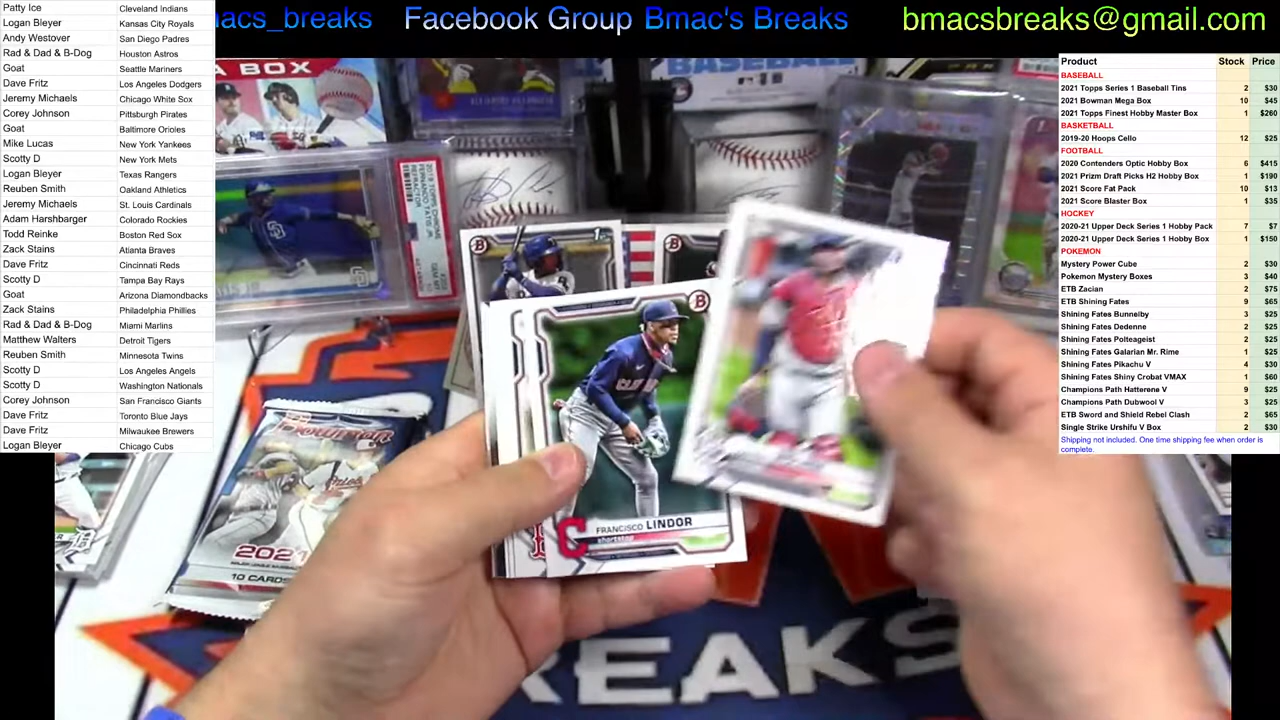 macs_breaks Facebook Group Bmac's Breaks bmacsbreaks@gmail.com
Patty Ice Cleveland Indians
Logan Bleyer Kansas City Royals
Andy Westover San Diego Padres
Rad & Dad & B-Dog Houston Astros
Goat Seattle Mariners
Dave Fritz Los Angeles Dodgers
Jeremy Michaels Chicago White Sox
Corey Johnson Pittsburgh Pirates
Goat Baltimore Orioles
Mike Lucas New York Yankees
Scotty D New York Mets
Logan Bleyer Texas Rangers
Reuben Smith Oakland Athletics
Jeremy Michaels St. Louis Cardinals
Adam Harshbarger Colorado Rockies
Todd Reinke Boston Red Sox
Zack Stains Atlanta Braves
Dave Fritz Cincinnati Reds
Scotty D Tampa Bay Rays
Goat Arizona Diamondbacks
Zack Stains Philadelphia Phillies
Rad & Dad & B-Dog Miami Marlins
Matthew Walters Detroit Tigers
Reuben Smith Minnesota Twins
Scotty D Los Angeles Angels
Scotty D Washington Nationals
Corey Johnson San Francisco Giants
Dave Fritz Toronto Blue Jays
Dave Fritz Milwaukee Brewers
Logan Bleyer Chicago Cubs
Product Stock Price
BASEBALL
2021 Topps Series 1 Baseball Tins 2 $30
2021 Bowman Mega Box 10 $45
2021 Topps Finest Hobby Master Box 1 $260
BASKETBALL
2019-20 Hoops Cello 12 $25
FOOTBALL
2020 Contenders Optic Hobby Box 6 $415
2021 Prizm Draft Picks H2 Hobby Box 1 $190
2021 Score Fat Pack 10 $13
2021 Score Blaster Box 1 $35
HOCKEY
2020-21 Upper Deck Series 1 Hobby Pack 7 $7
2020-21 Upper Deck Series 1 Hobby Box 1 $150
POKEMON
Mystery Power Cube 2 $30
Pokemon Mystery Boxes 3 $40
ETB Zacian 2 $75
ETB Shining Fates 9 $65
Shining Fates Bunnelby 3 $25
Shining Fates Dedenne 2 $25
Shining Fates Polteageist 2 $25
Shining Fates Galarian Mr. Rime 1 $25
Shining Fates Pikachu V 4 $30
Shining Fates Shiny Crobat VMAX 1 $60
Champions Path Hatterene V 9 $25
Champions Path Dubwool V 3 $25
ETB Sword and Shield Rebel Clash 2 $65
Single Strike Urshifu V Box 2 $30
Shipping not included. One time shipping fee when order is
complete.
A BOX
BASEBALL
1st
FRANCISCO LINDOR
shortstop
Bowman
2021
10 CARDS
REAKS